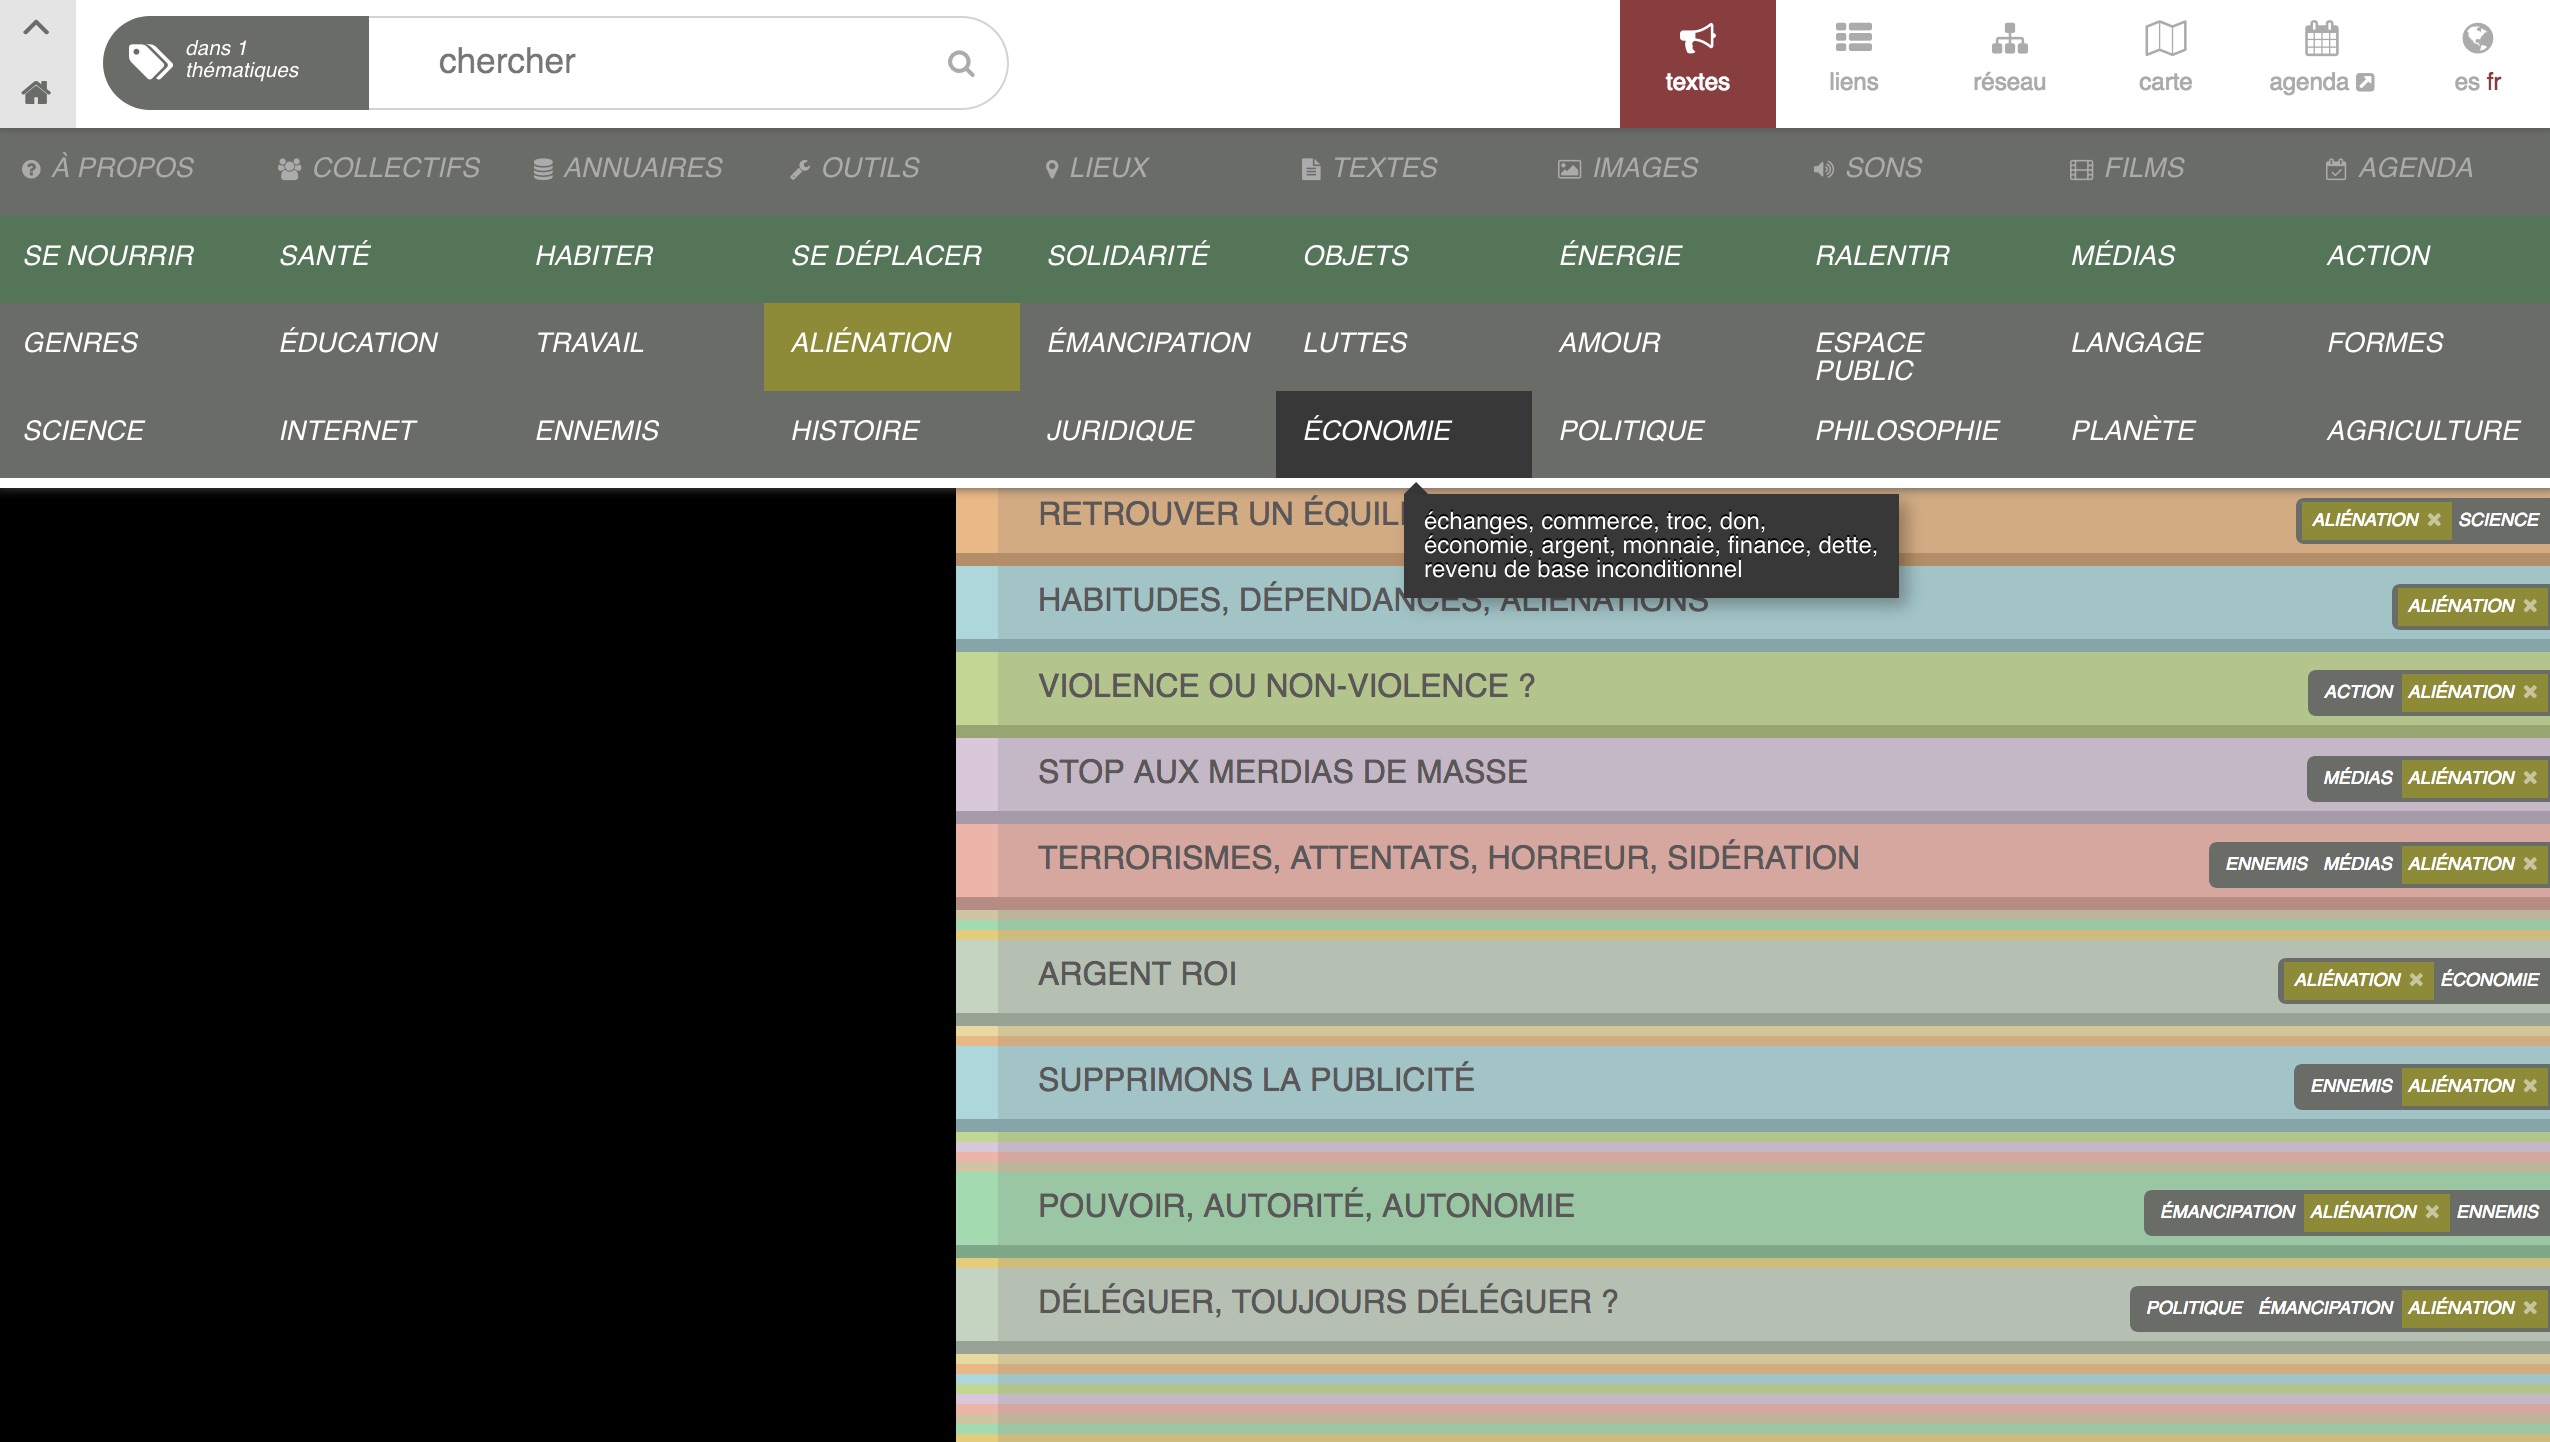 dans 1
thématiques
chercher
textes
liens
réseau
carte
agenda
es fr
À PROPOS
COLLECTIFS
ANNUAIRES
OUTILS
LIEUX
TEXTES
IMAGES
SONS
FILMS
AGENDA
SE NOURRIR
SANTÉ
HABITER
SE DÉPLACER
SOLIDARITÉ
OBJETS
ÉNERGIE
RALENTIR
MÉDIAS
ACTION
GENRES
ÉDUCATION
TRAVAIL
ALIÉNATION
ÉMANCIPATION
LUTTES
AMOUR
ESPACE
PUBLIC
LANGAGE
FORMES
SCIENCE
INTERNET
ENNEMIS
HISTOIRE
JURIDIQUE
ÉCONOMIE
POLITIQUE
PHILOSOPHIE
PLANÈTE
AGRICULTURE
échanges, commerce, troc, don,
économie, argent, monnaie, finance, dette,
revenu de base inconditionnel
RETROUVER UN
ALIÉNATION SCIENCE
HABITUDES, DÉPENDANCES, ALIÉNATIONS
ALIÉNATION
VIOLENCE OU NON-VIOLENCE ?
ACTION ALIÉNATION
STOP AUX MERDIAS DE MASSE
MÉDIAS ALIÉNATION
TERRORISMES, ATTENTATS, HORREUR, SIDÉRATION
ENNEMIS MÉDIAS ALIÉNATION
ARGENT ROI
ALIÉNATION ÉCONOMIE
SUPPRIMONS LA PUBLICITÉ
ENNEMIS ALIÉNATION
POUVOIR, AUTORITÉ, AUTONOMIE
ÉMANCIPATION ALIÉNATION ENNEMIS
DÉLÉGUER, TOUJOURS DÉLÉGUER ?
POLITIQUE ÉMANCIPATION ALIÉNATION